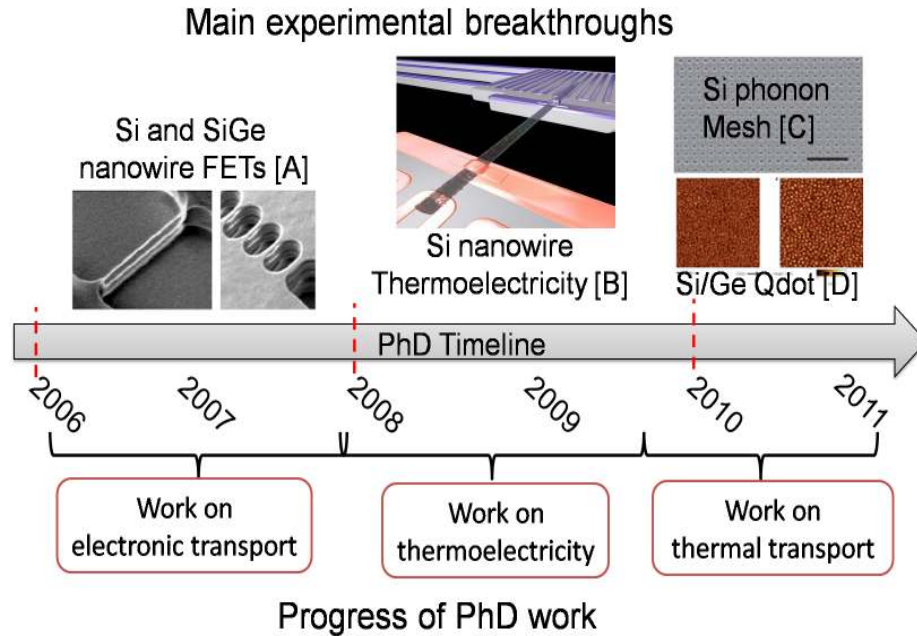 Main experimental breakthroughs
Si and SiGe
nanowire FETs [A]
Si nanowire
Thermoelectricity [B]
Si phonon
Mesh [C]
Si/Ge Qdot [D]
PhD Timeline
2006
2007
2008
2009
2010
2011
Work on
electronic transport
Work on
thermoelectricity
Work on
thermal transport
Progress of PhD work